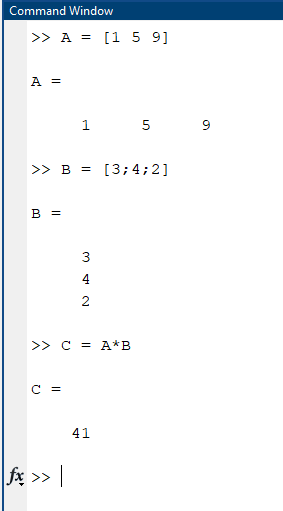 Command Window
>> A = [1 5 9]
A =
1 5 9
>> B = [3;4;2]
B =
3
4
2
>> C = A*B
C =
41
fx >>